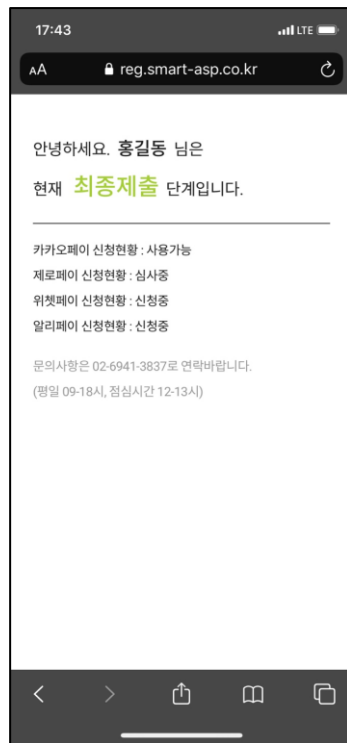 17:43
LTE
AA reg.smart-asp.co.kr
안녕하세요. 홍길동 님은
현재 최종제출 단계입니다.
카카오페이 신청현황 : 사용가능
제로페이 신청현황 : 심사중
위챗페이 신청현황 : 신청중
알리페이 신청현황 : 신청중
문의사항은 02-6941-3837로 연락바랍니다.
(평일 09-18시, 점심시간 12-13시)